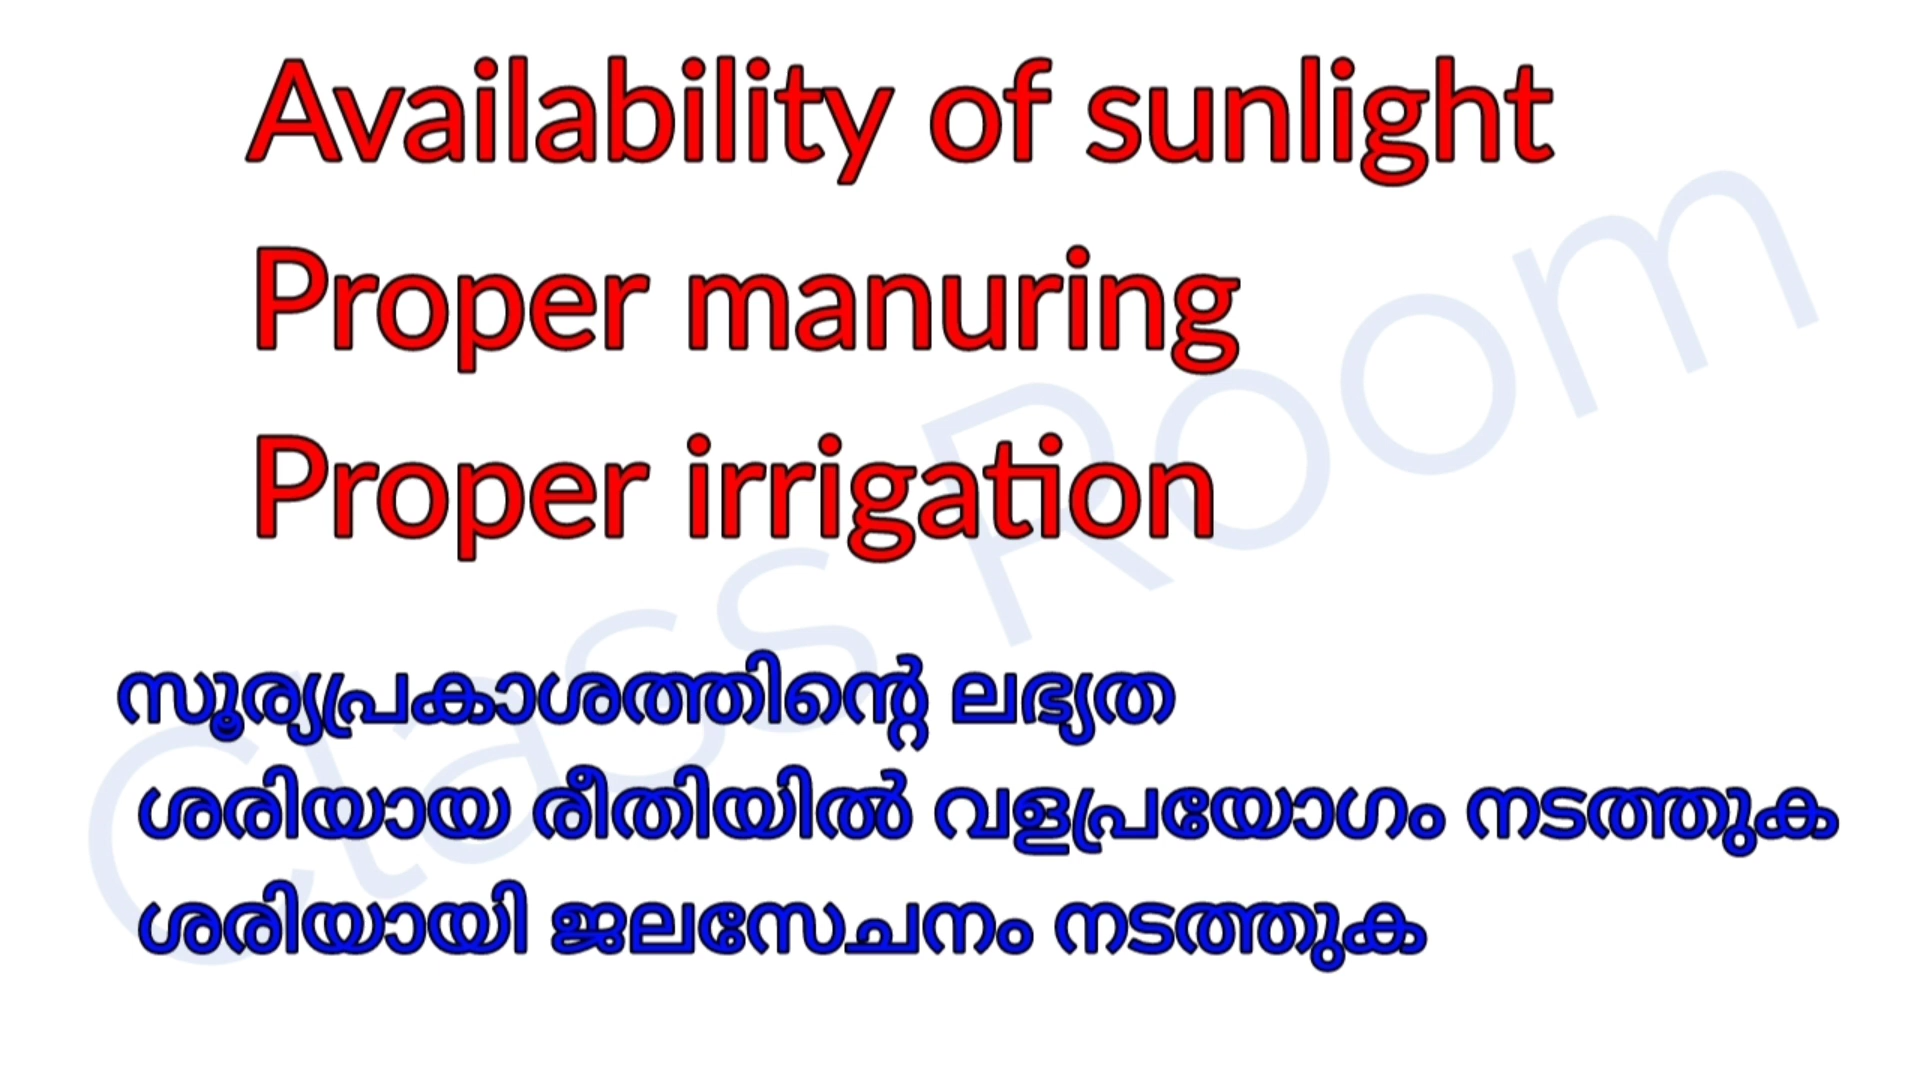 Availability of sunlight
Proper manuring
Proper irrigation
സൂര്യപ്രകാശത്തിന്റെ ലഭ്യത
ശരിയായ രീതിയിൽ വളപ്രയോഗം നടത്തുക
ശരിയായി ജലസേചനം നടത്തുക
Class Room